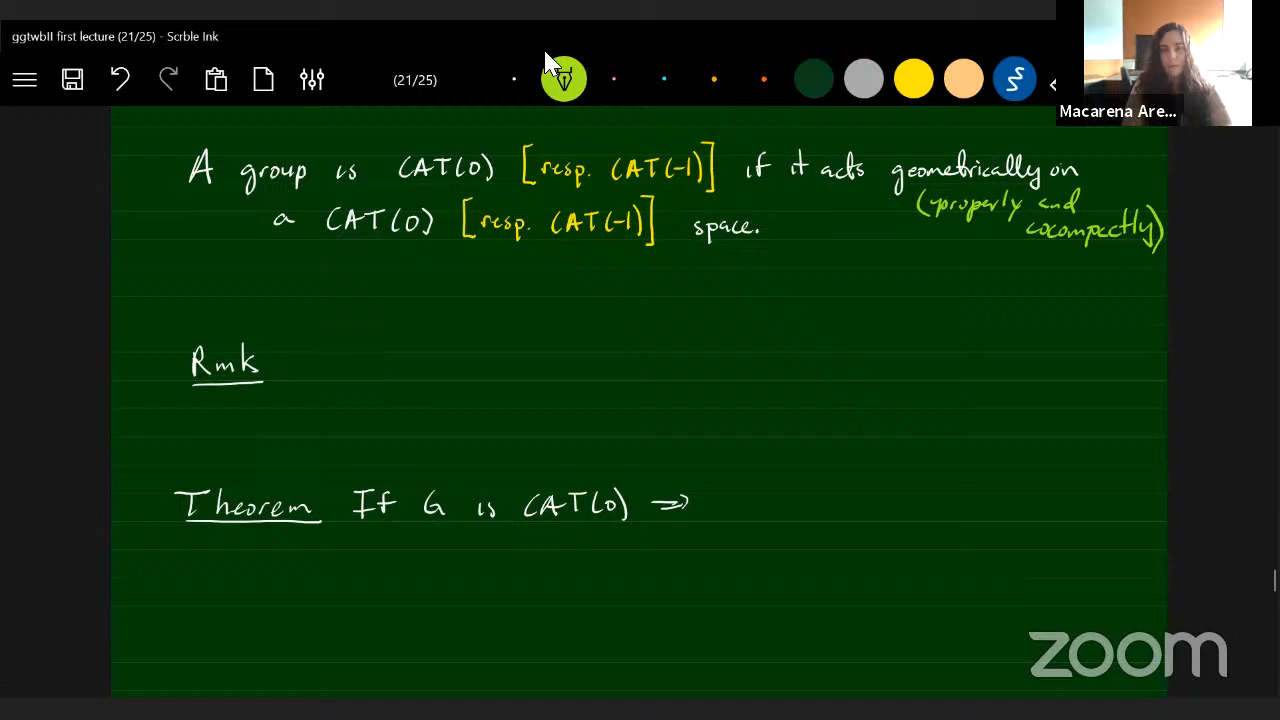 ggtwbII first lecture (21/25) - Scrble Ink
(21/25)
Macarena Are...
A group is CAT(0) [resp. CAT(-1)] if it acts geometrically on
(properly and
a CAT(0) [resp. CAT(-1)] space.
cocompactly)
Rmk
Theorem If G is CAT(0) ⇒
zoom